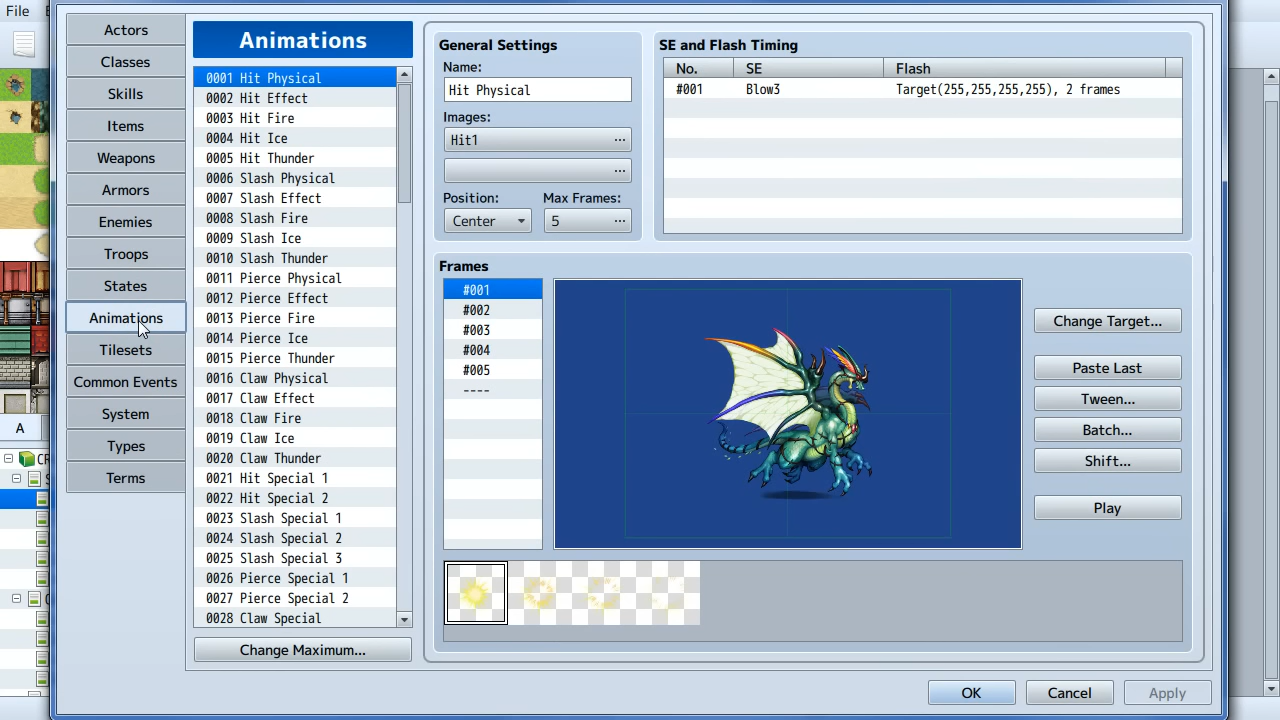 File
Actors
Classes
Skills
Items
Weapons
Armors
Enemies
Troops
States
Animations
Tilesets
Common Events
System
Types
Terms
A
Animations
0001 Hit Physical
0002 Hit Effect
0003 Hit Fire
0004 Hit Ice
0005 Hit Thunder
0006 Slash Physical
0007 Slash Effect
0008 Slash Fire
0009 Slash Ice
0010 Slash Thunder
0011 Pierce Physical
0012 Pierce Effect
0013 Pierce Fire
0014 Pierce Ice
0015 Pierce Thunder
0016 Claw Physical
0017 Claw Effect
0018 Claw Fire
0019 Claw Ice
0020 Claw Thunder
0021 Hit Special 1
0022 Hit Special 2
0023 Slash Special 1
0024 Slash Special 2
0025 Slash Special 3
0026 Pierce Special 1
0027 Pierce Special 2
0028 Claw Special
Change Maximum...
General Settings
Name:
Hit Physical
Images:
Hit1 ...
...
Position: Max Frames:
Center 5 ...
SE and Flash Timing
No. SE Flash
#001 Blow3 Target(255,255,255,255), 2 frames
Frames
#001
#002
#003
#004
#005
----
Change Target...
Paste Last
Tween...
Batch...
Shift...
Play
OK Cancel Apply